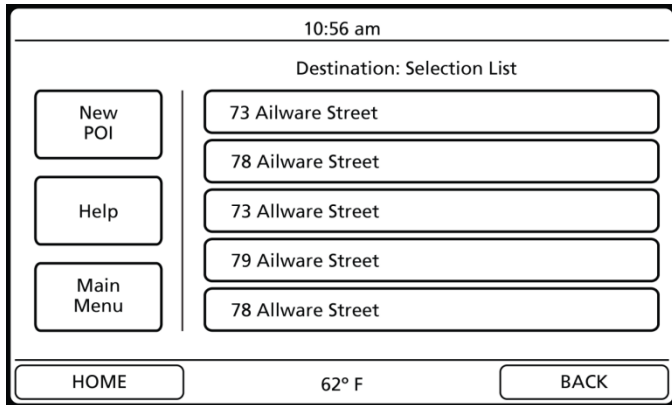 10:56 am
Destination: Selection List
New
POI
Help
Main
Menu
73 Ailware Street
78 Ailware Street
73 Allware Street
79 Ailware Street
78 Allware Street
HOME
62º F
BACK